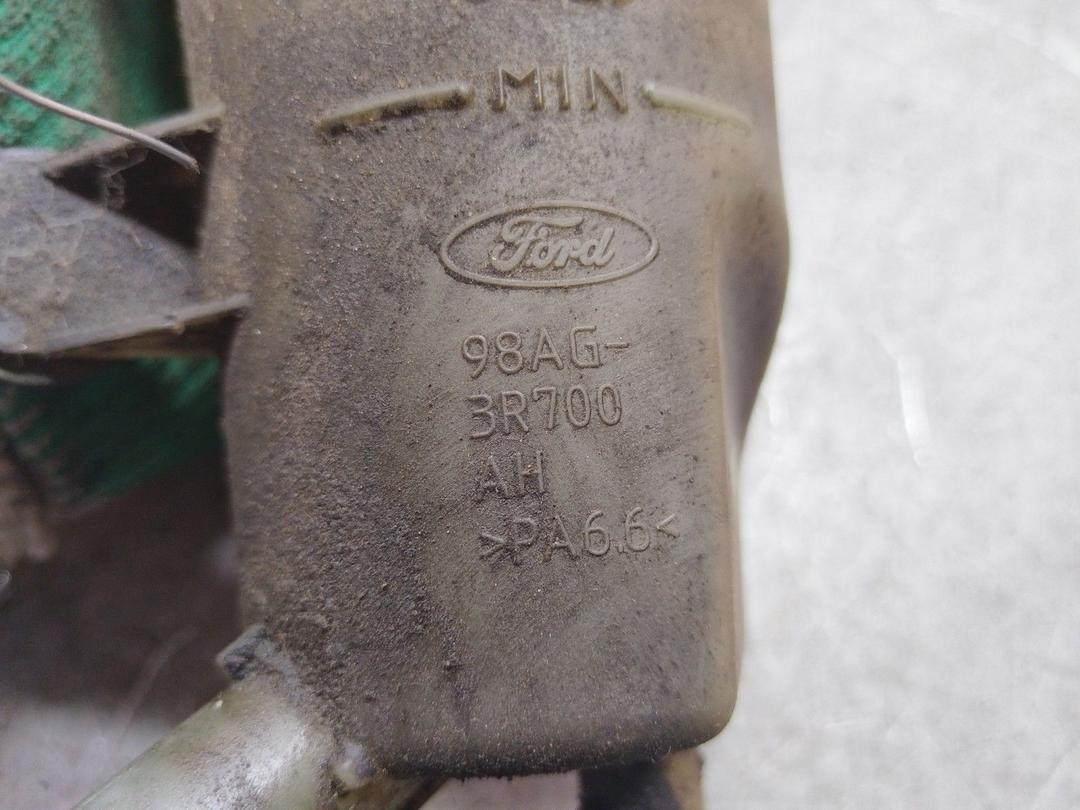 MIN
Ford
98AG-
3R700
AH
>PA6.6<